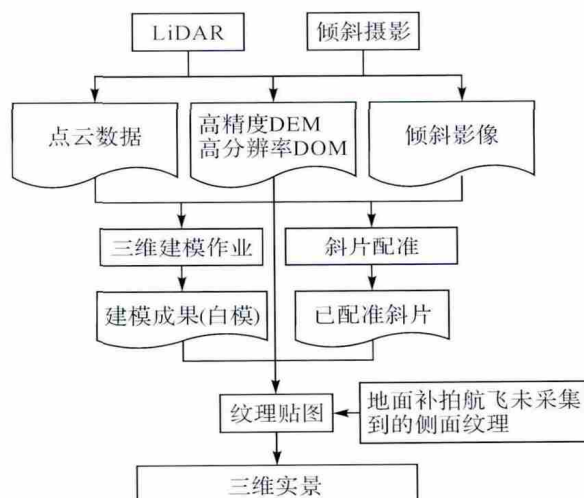 LiDAR
倾斜摄影
点云数据
高精度DEM
高分辨率DOM
倾斜影像
三维建模作业
斜片配准
建模成果(白模)
已配准斜片
纹理贴图
地面补拍航飞未采集
到的侧面纹理
三维实景